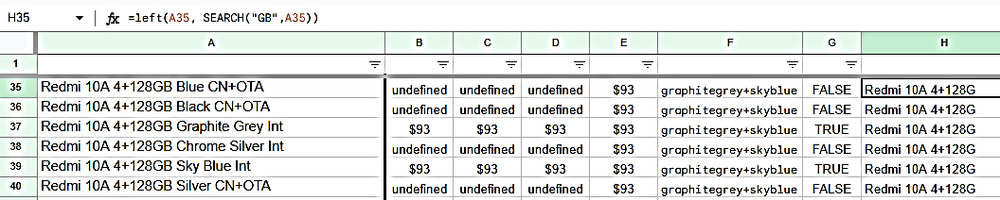 H35 fx =left(A35, SEARCH("GB",A35))
A B C D E F G H
1
35 Redmi 10A 4+128GB Blue CN+OTA undefined undefined undefined $93 graphitegrey+skyblue FALSE Redmi 10A 4+128G
36 Redmi 10A 4+128GB Black CN+OTA undefined undefined undefined $93 graphitegrey+skyblue FALSE Redmi 10A 4+128G
37 Redmi 10A 4+128GB Graphite Grey Int $93 $93 $93 $93 graphitegrey+skyblue TRUE Redmi 10A 4+128G
38 Redmi 10A 4+128GB Chrome Silver Int undefined undefined undefined $93 graphitegrey+skyblue FALSE Redmi 10A 4+128G
39 Redmi 10A 4+128GB Sky Blue Int $93 $93 $93 $93 graphitegrey+skyblue TRUE Redmi 10A 4+128G
40 Redmi 10A 4+128GB Silver CN+OTA undefined undefined undefined $93 graphitegrey+skyblue FALSE Redmi 10A 4+128G